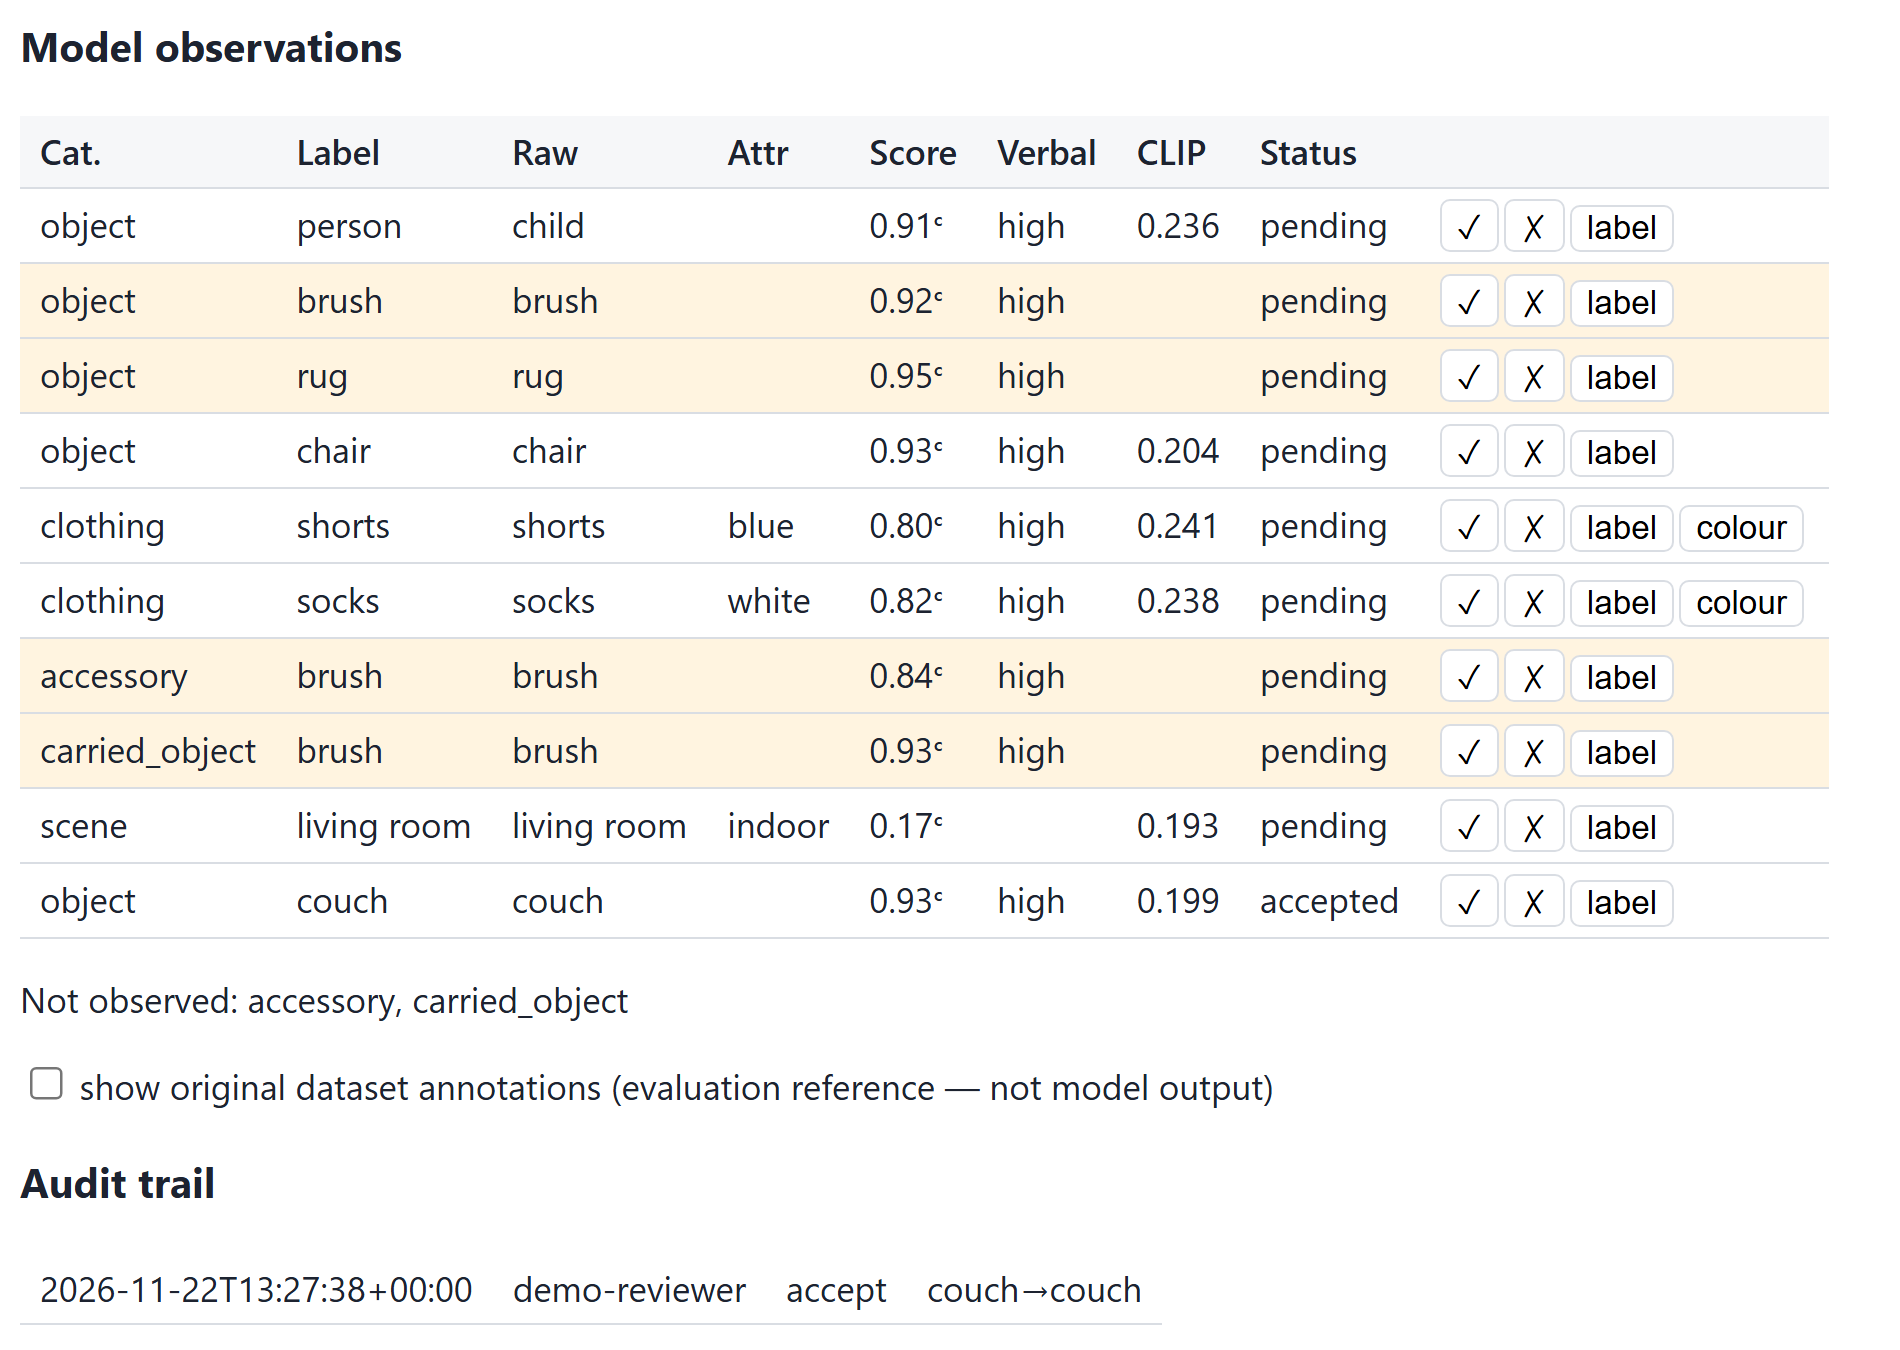 Model observations
Cat. Label Raw Attr Score Verbal CLIP Status
object person child 0.91ᶜ high 0.236 pending ✓ ✗ label
object brush brush 0.92ᶜ high pending ✓ ✗ label
object rug rug 0.95ᶜ high pending ✓ ✗ label
object chair chair 0.93ᶜ high 0.204 pending ✓ ✗ label
clothing shorts shorts blue 0.80ᶜ high 0.241 pending ✓ ✗ label colour
clothing socks socks white 0.82ᶜ high 0.238 pending ✓ ✗ label colour
accessory brush brush 0.84ᶜ high pending ✓ ✗ label
carried_object brush brush 0.93ᶜ high pending ✓ ✗ label
scene living room living room indoor 0.17ᶜ 0.193 pending ✓ ✗ label
object couch couch 0.93ᶜ high 0.199 accepted ✓ ✗ label
Not observed: accessory, carried_object
show original dataset annotations (evaluation reference — not model output)
Audit trail
2026-11-22T13:27:38+00:00 demo-reviewer accept couch→couch